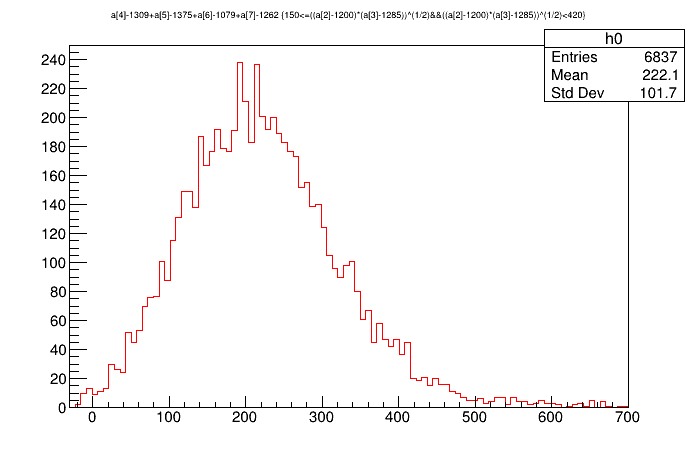 a[4]-1309+a[5]-1375+a[6]-1079+a[7]-1262 {150<=((a[2]-1200)*(a[3]-1285))^(1/2)&&((a[2]-1200)*(a[3]-1285))^(1/2)<420}
h0
Entries 6837
Mean 222.1
Std Dev 101.7
240
220
200
180
160
140
120
100
80
60
40
20
0
0 100 200 300 400 500 600 700